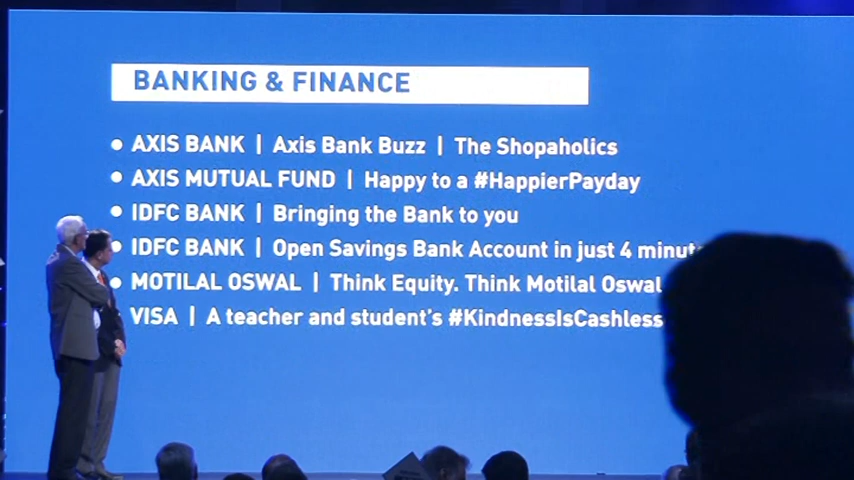 BANKING & FINANCE
• AXIS BANK | Axis Bank Buzz | The Shopaholics
• AXIS MUTUAL FUND | Happy to a #HappierPayday
• IDFC BANK | Bringing the Bank to you
• IDFC BANK | Open Savings Bank Account in just 4
• MOTILAL OSWAL | Think Equity. Think Motilal Oswal
VISA | A teacher and student's #KindnessIsCashless